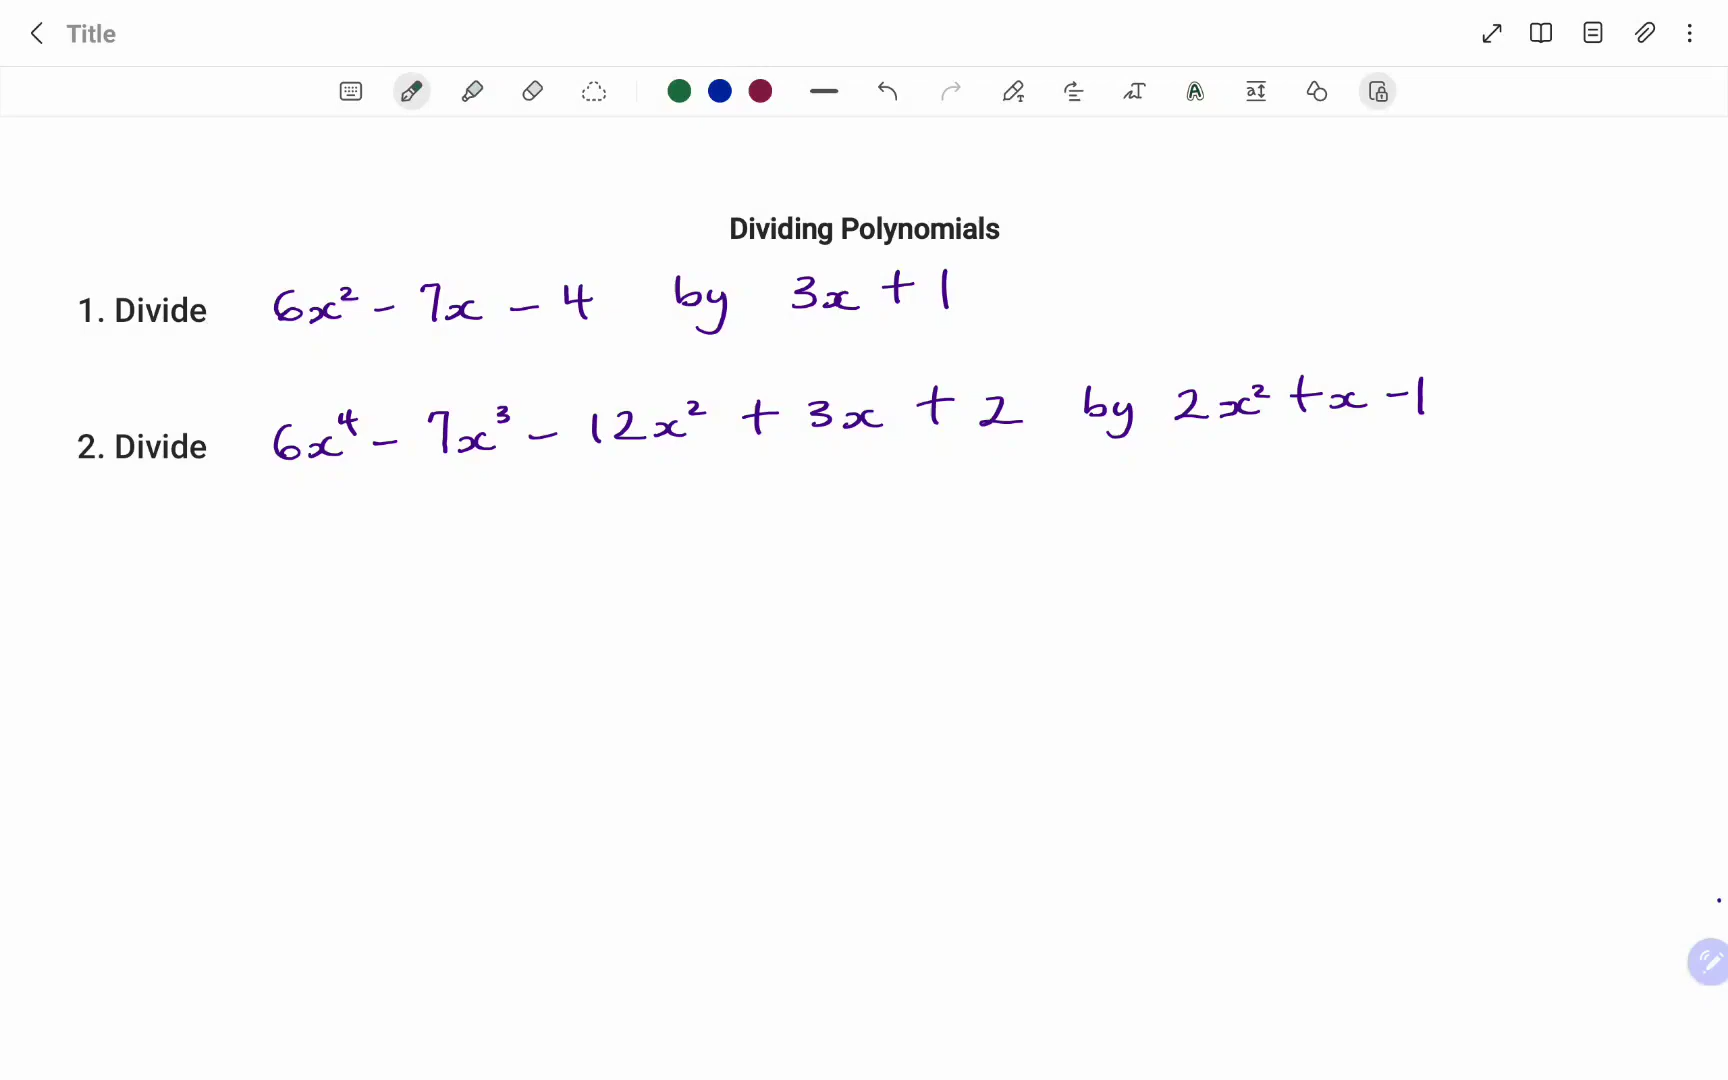 Title
Dividing Polynomials
1. Divide 6x² - 7x - 4 by 3x + 1
2. Divide 6x⁴ - 7x³ - 12x² + 3x + 2 by 2x² + x - 1